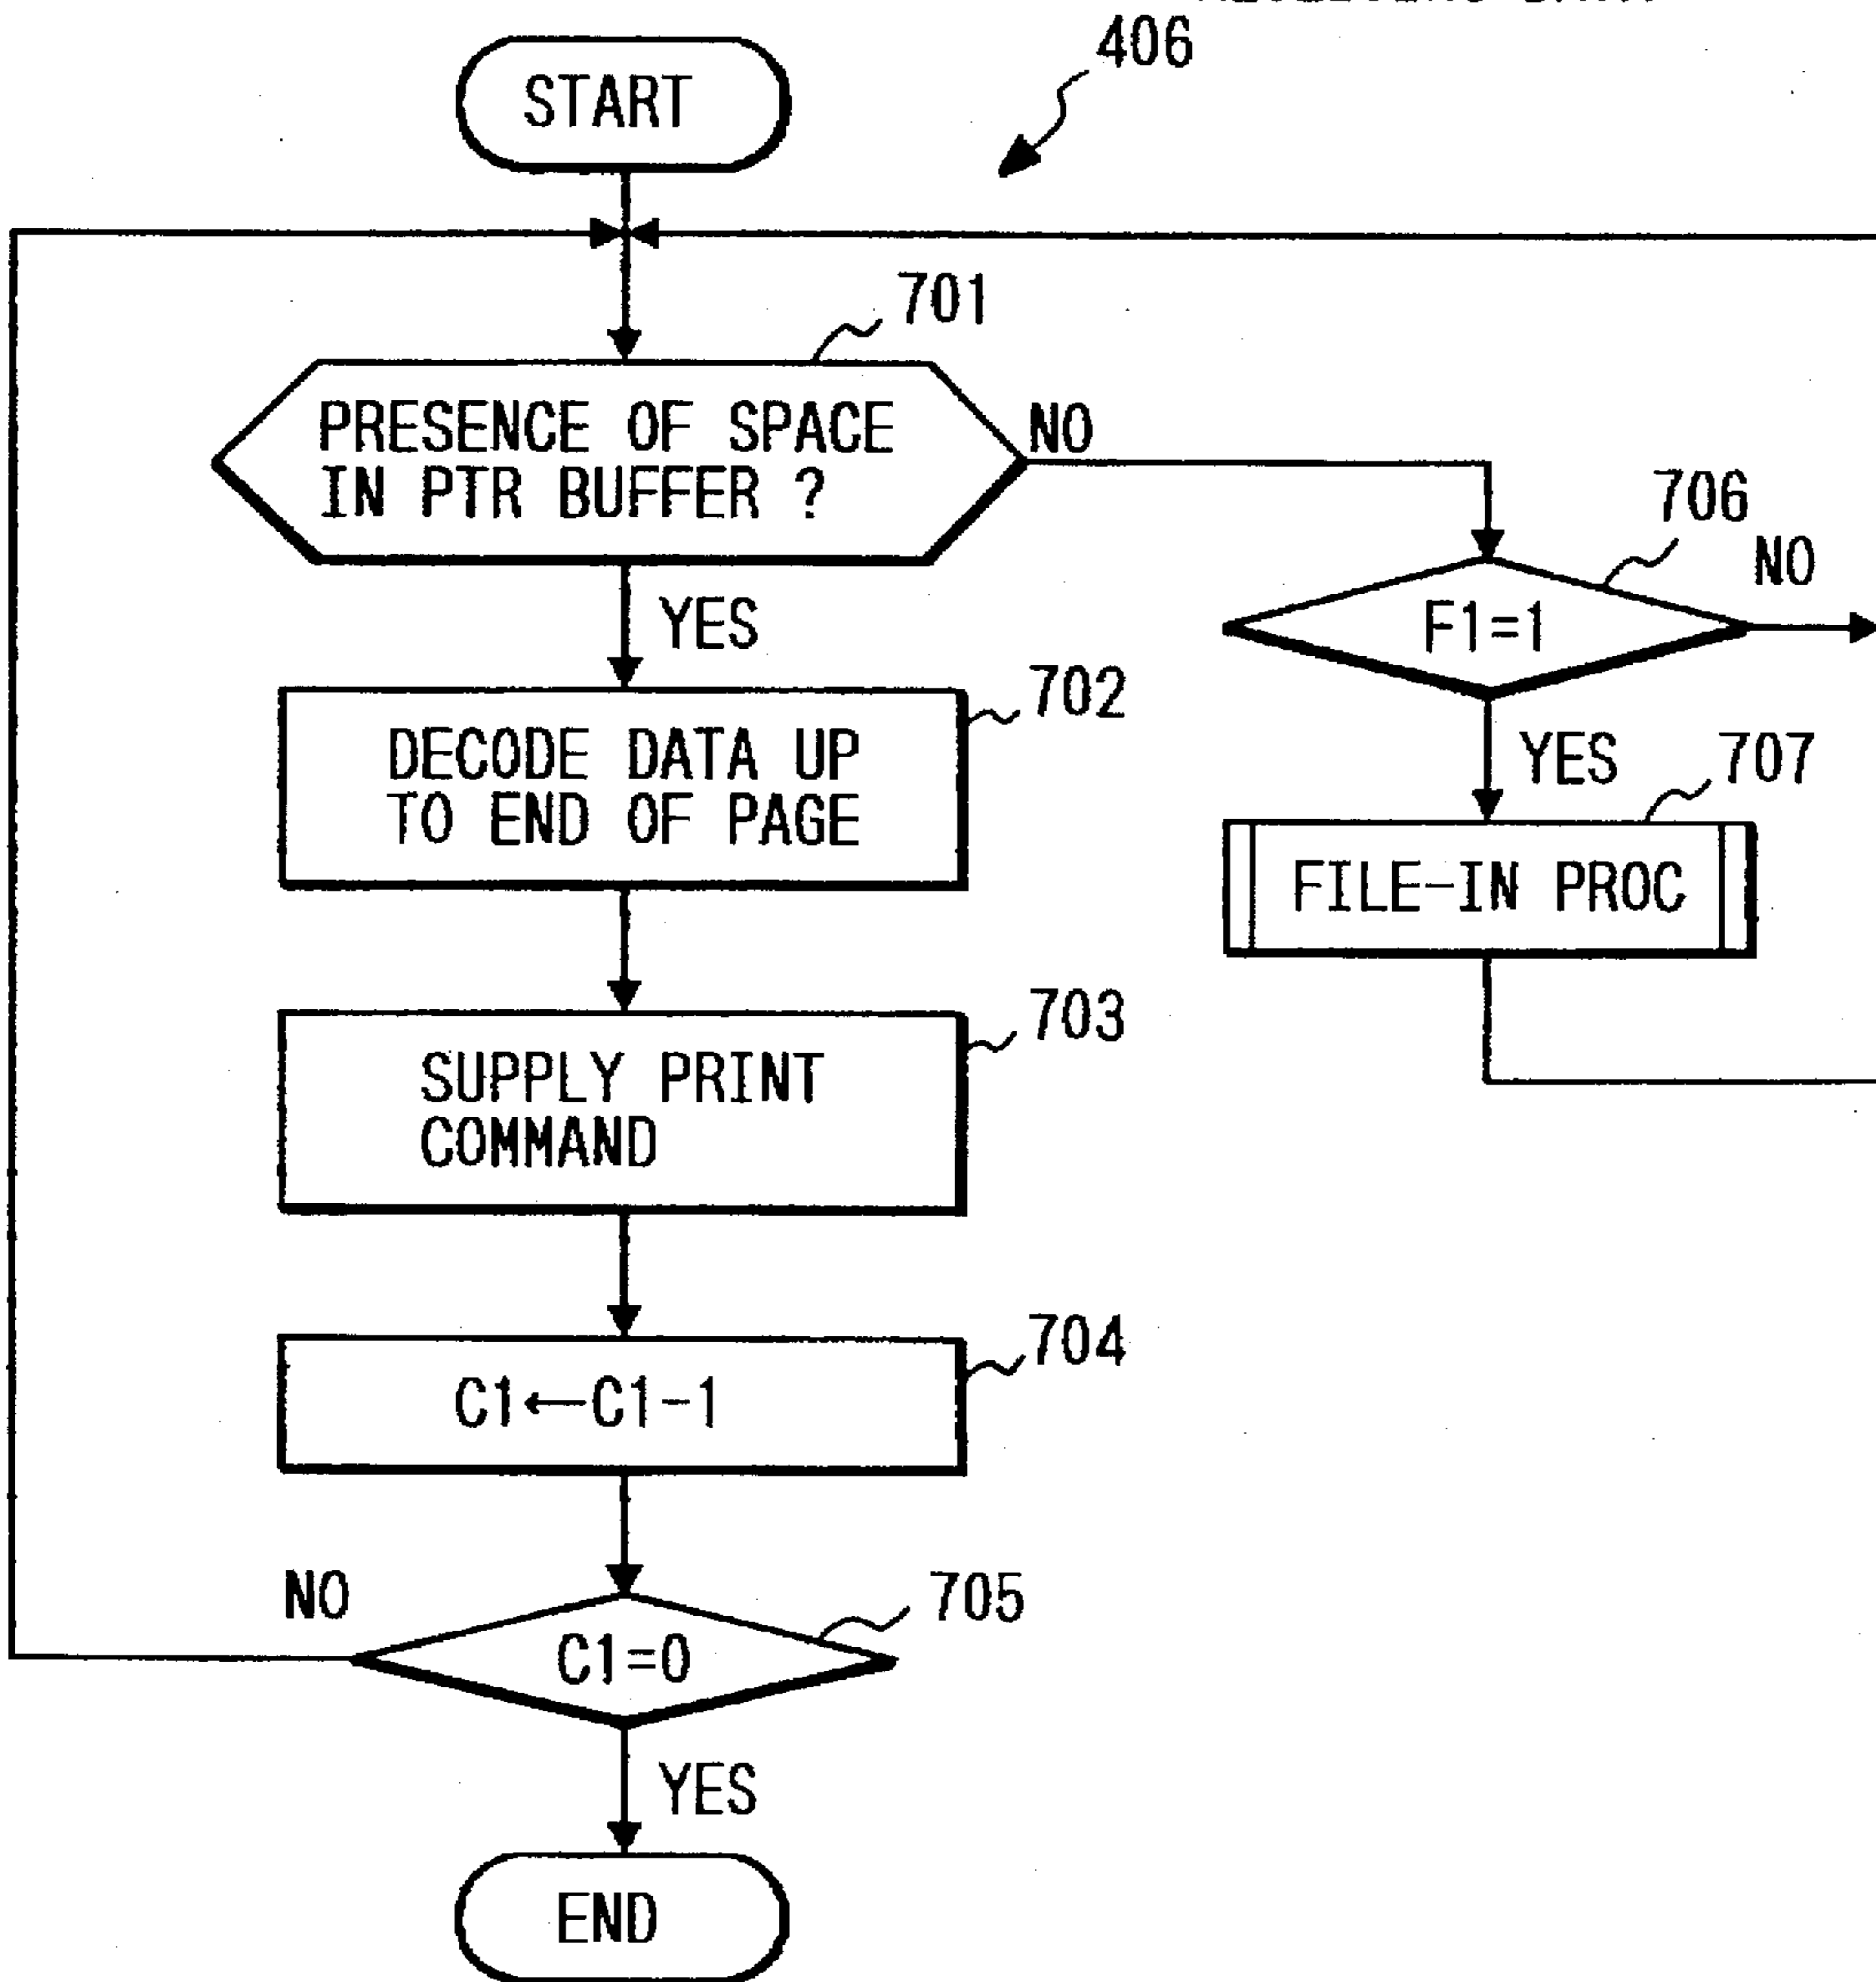 406
START
701
PRESENCE OF SPACE
IN PTR BUFFER ?
NO
YES
706
NO
F1=1
YES
702
DECODE DATA UP
TO END OF PAGE
707
FILE-IN PROC
703
SUPPLY PRINT
COMMAND
704
C1←C1-1
NO
705
C1=0
YES
END